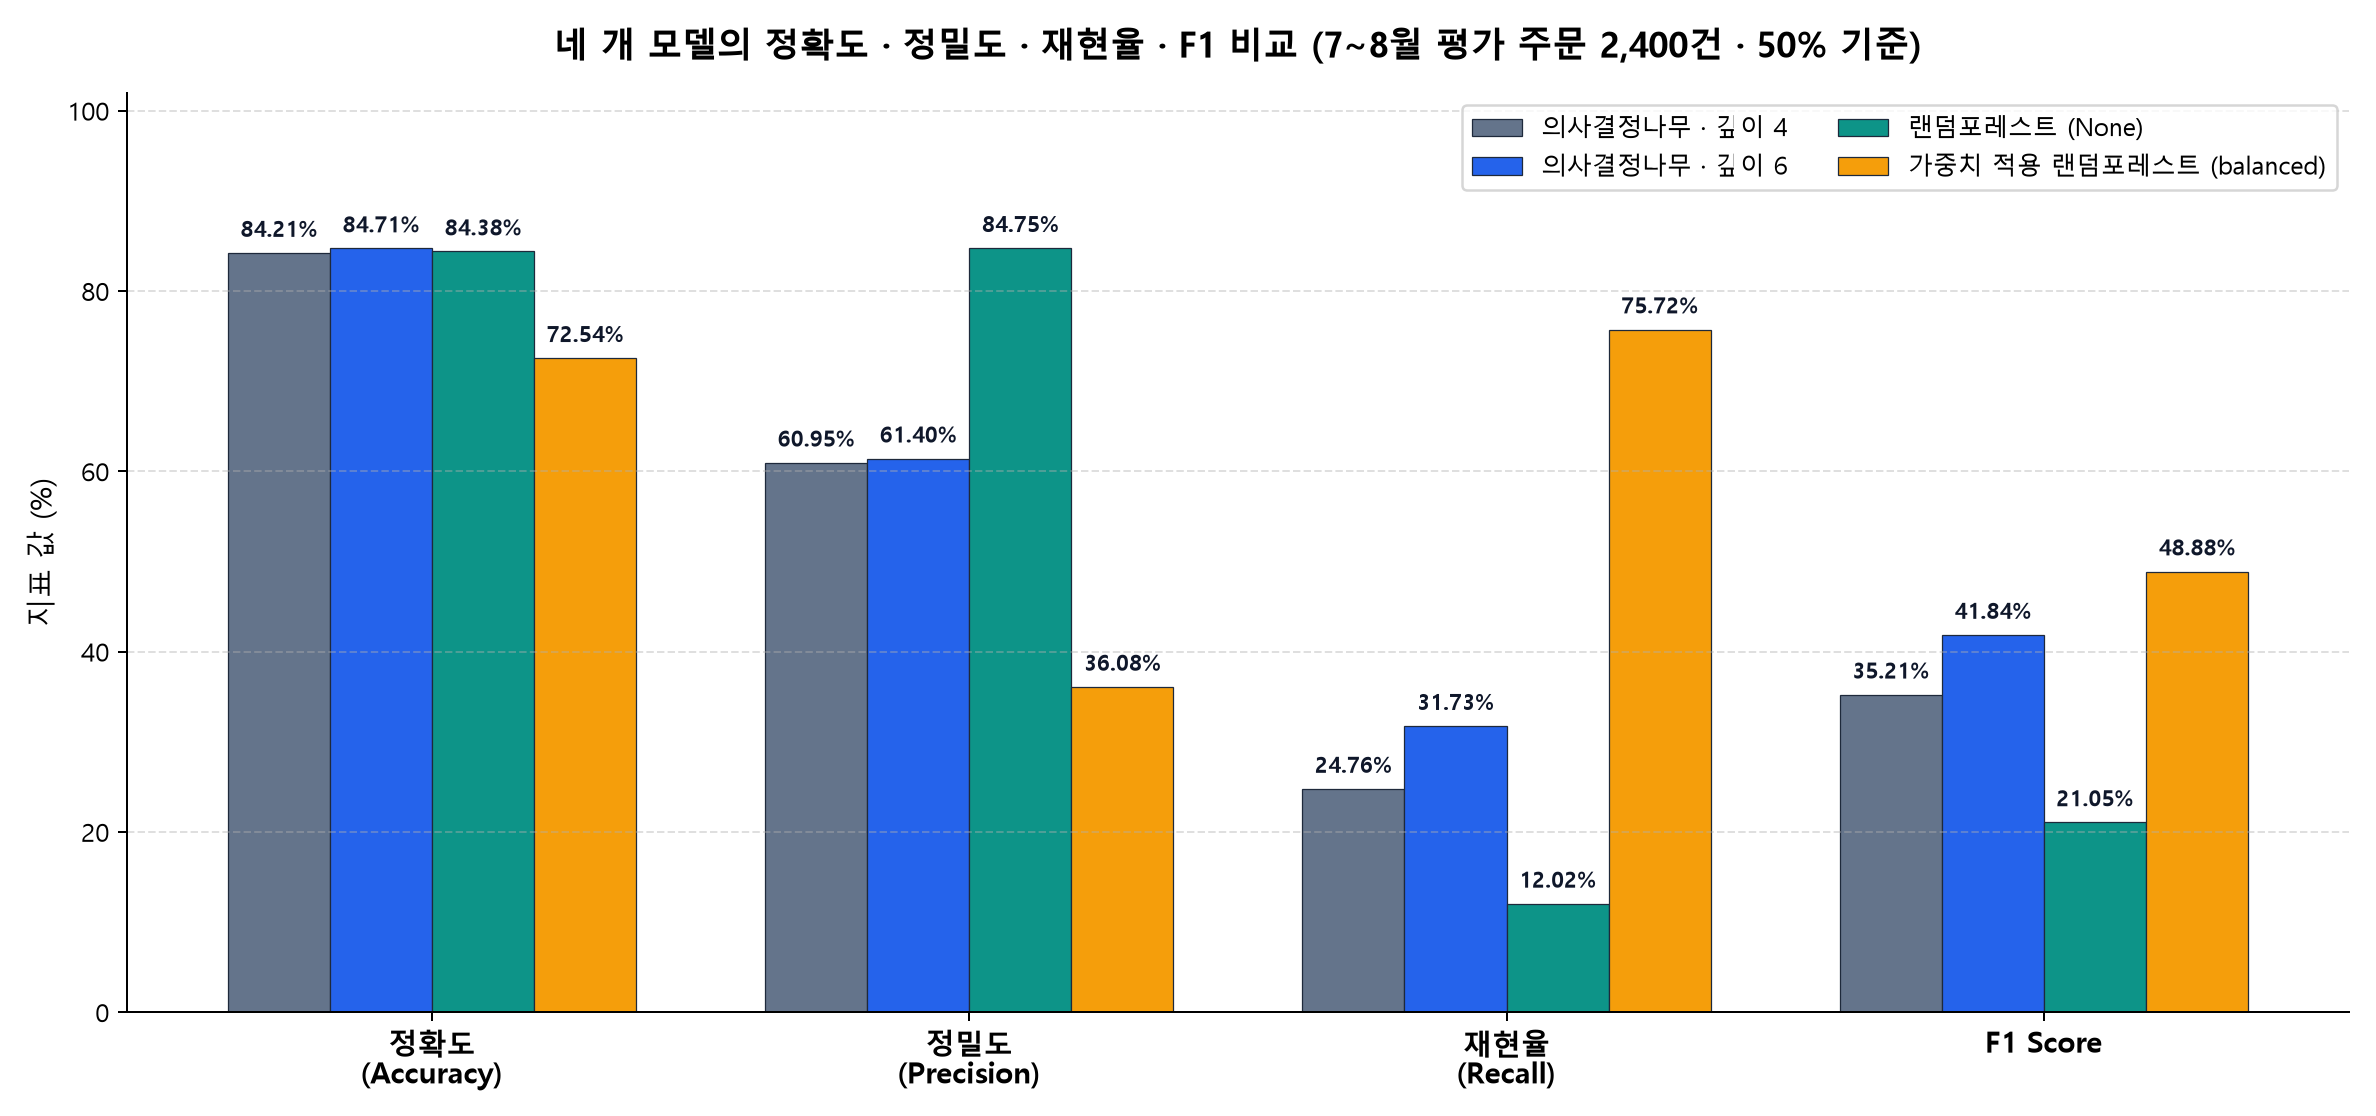 네 개 모델의 정확도 · 정밀도 · 재현율 · F1 비교 (7~8월 평가 주문 2,400건 · 50% 기준)
의사결정나무 · 깊이 4
의사결정나무 · 깊이 6
랜덤포레스트 (None)
가중치 적용 랜덤포레스트 (balanced)
지표 값 (%)
100
80
60
40
20
0
84.21%
84.71%
84.38%
72.54%
60.95%
61.40%
84.75%
36.08%
24.76%
31.73%
12.02%
75.72%
35.21%
41.84%
21.05%
48.88%
정확도
(Accuracy)
정밀도
(Precision)
재현율
(Recall)
F1 Score